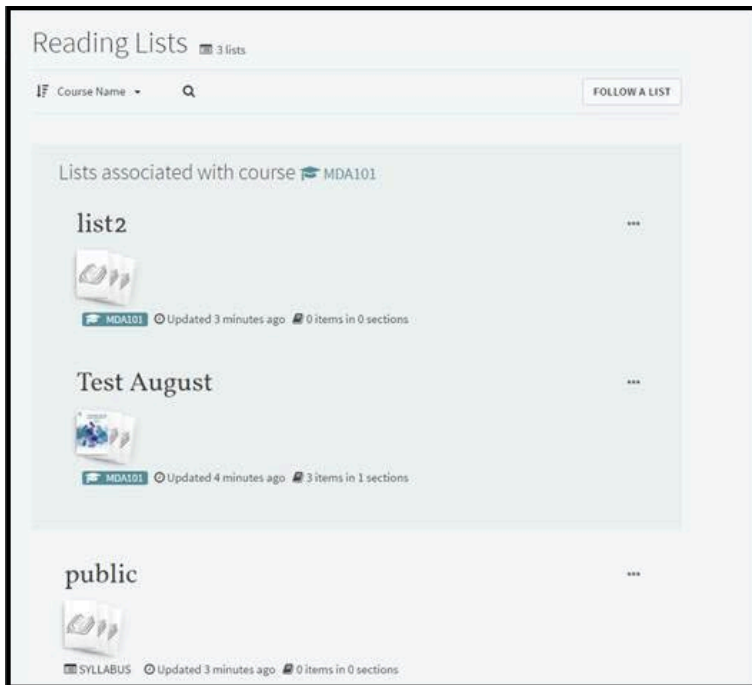 Reading Lists 3 lists
Course Name FOLLOW A LIST
Lists associated with course MDA101
list2
MDA101 Updated 3 minutes ago 0 items in 0 sections
Test August
MDA101 Updated 4 minutes ago 3 items in 1 sections
public
SYLLABUS Updated 3 minutes ago 0 items in 0 sections